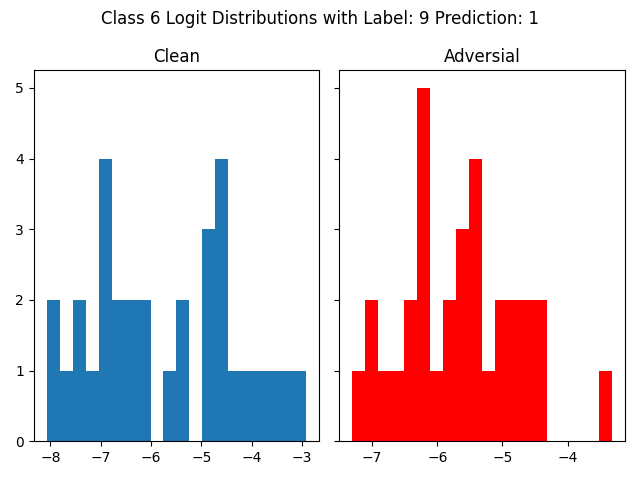 Class 6 Logit Distributions with Label: 9 Prediction: 1
Clean
Adversial
5
4
3
2
1
0
−8 −7 −6 −5 −4 −3
−7 −6 −5 −4